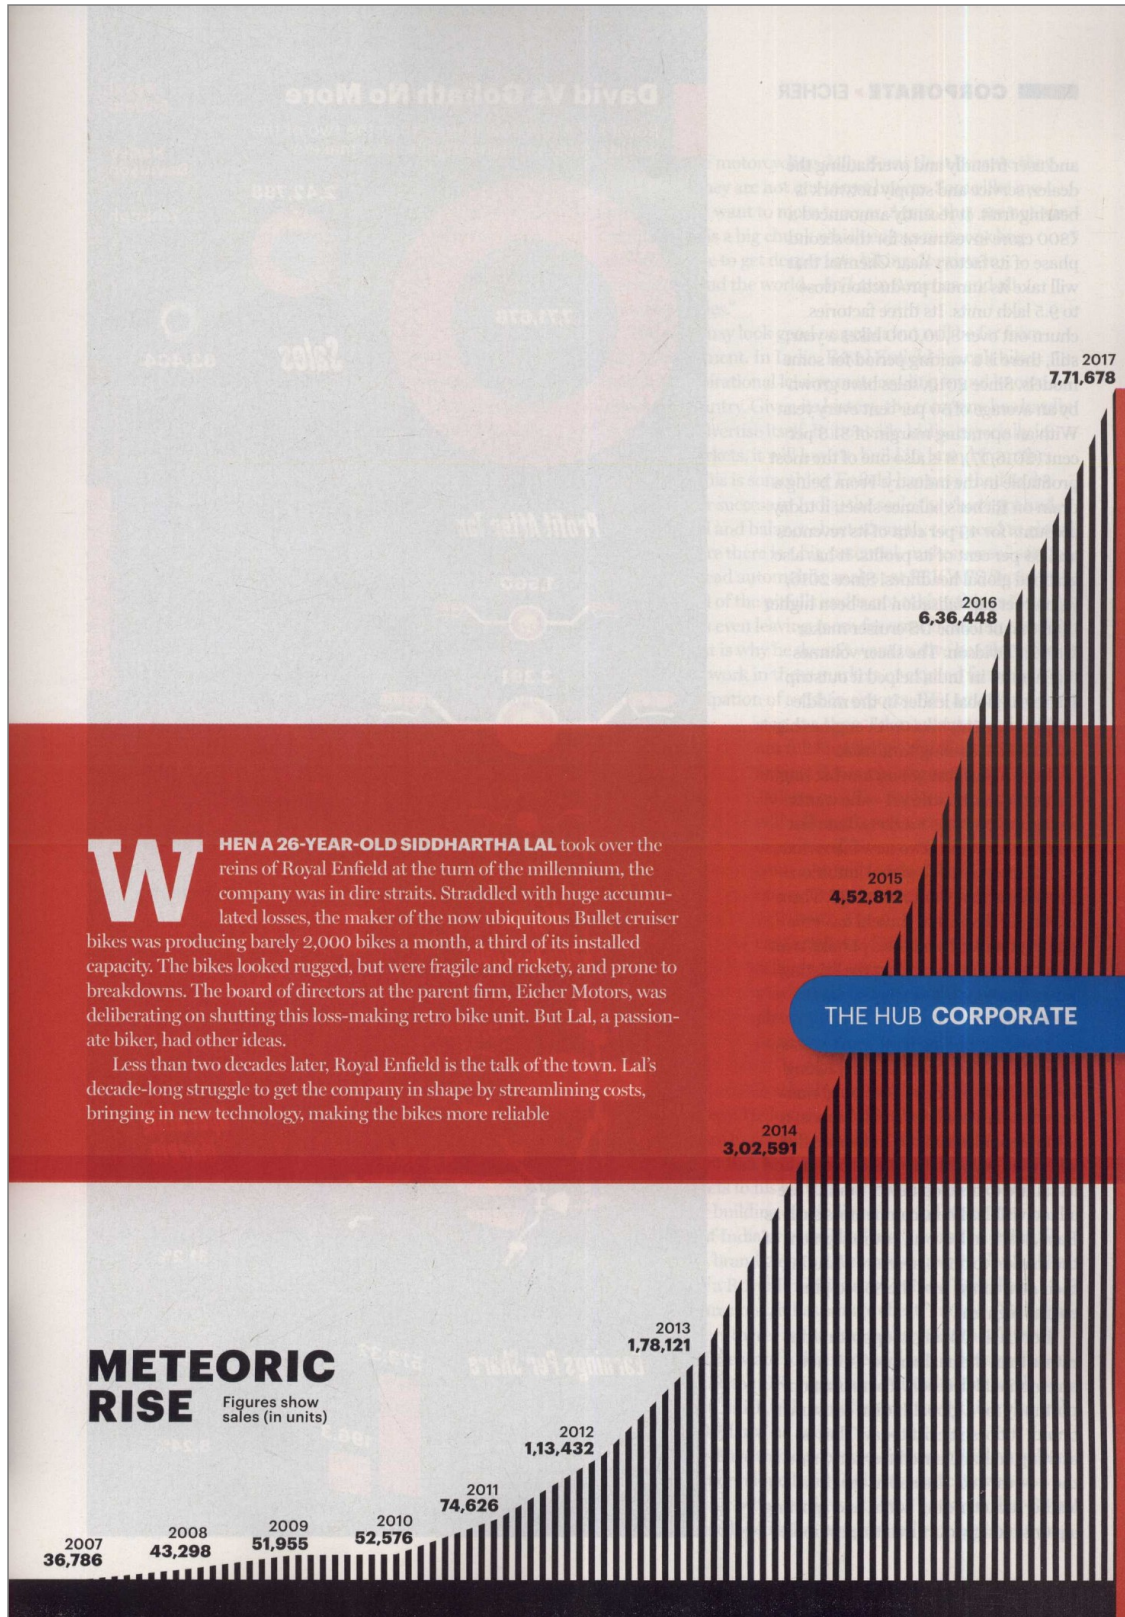 2017
7,71,678
2016
6,36,448
WHEN A 26-YEAR-OLD SIDDHARTHA LAL took over the
reins of Royal Enfield at the turn of the millennium, the
company was in dire straits. Straddled with huge accumu-
lated losses, the maker of the now ubiquitous Bullet cruiser
bikes was producing barely 2,000 bikes a month, a third of its installed
capacity. The bikes looked rugged, but were fragile and rickety, and prone to
breakdowns. The board of directors at the parent firm, Eicher Motors, was
deliberating on shutting this loss-making retro bike unit. But Lal, a passion-
ate biker, had other ideas.
Less than two decades later, Royal Enfield is the talk of the town. Lal's
decade-long struggle to get the company in shape by streamlining costs,
bringing in new technology, making the bikes more reliable
2015
4,52,812
THE HUB CORPORATE
2014
3,02,591
2013
1,78,121
METEORIC
RISE
Figures show
sales (in units)
2012
1,13,432
2011
74,626
2010
52,576
2009
51,955
2008
43,298
2007
36,786